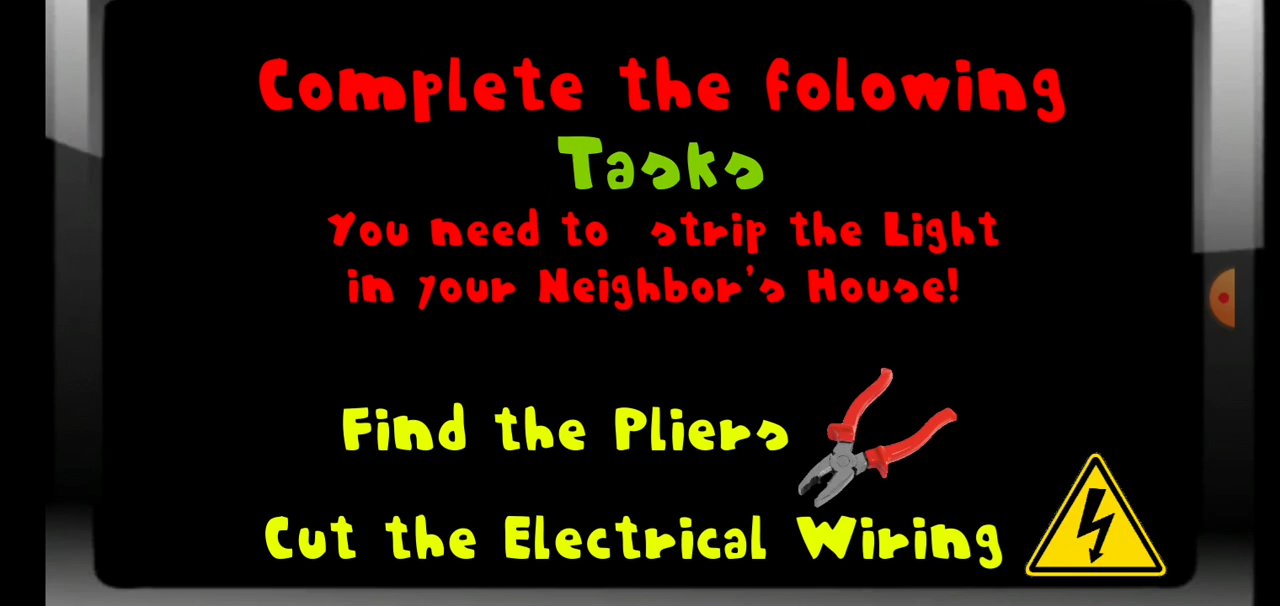 Complete the folowing
Tasks
You need to strip the Light
in your Neighbor's House!
Find the Pliers
Cut the Electrical Wiring